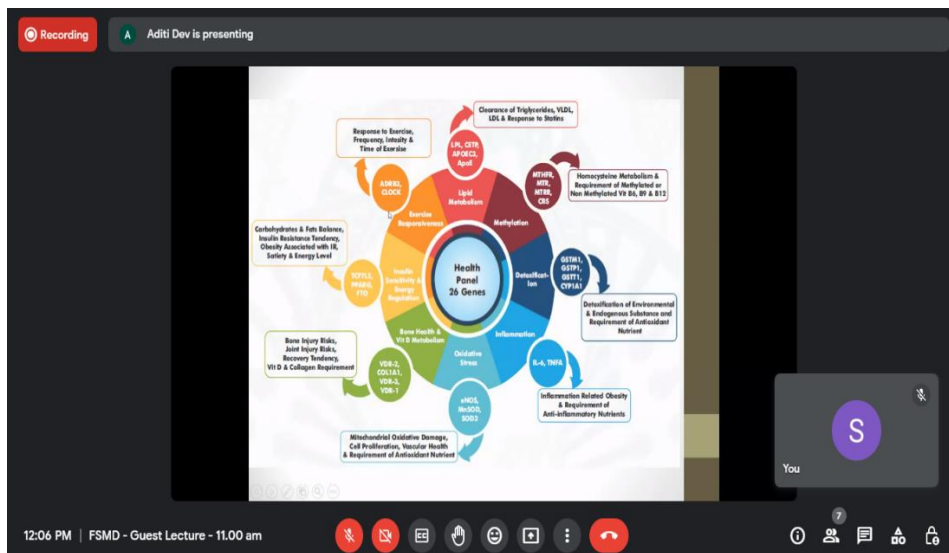 Recording
A
Aditi Dev is presenting
Clearance of Triglycerides, VLDL,
LDL & Response to Statins
LPL, CETP,
APOEC3,
ApoE
Lipid
Metabolism
Homocysteine Metabolism &
Requirement of Methylated or
Non Methylated Vit B6, B9 & B12
MTHFR,
MTR,
MTRR,
CBS
Methylation
GSTM1,
GSTP1,
GSTT1,
CYP1A1
Detoxificat-
ion
Detoxification of Environmental
& Endogenous Substance and
Requirement of Antioxidant
Nutrient
Inflammation
IL-6, TNFA
Inflammation Related Obesity
& Requirement of
Anti-inflammatory Nutrients
Oxidative
Stress
eNOS,
MnSOD,
SOD3
Mitochondrial Oxidative Damage,
Cell Proliferation, Vascular Health
& Requirement of Antioxidant Nutrient
Bone Health &
Vit D Metabolism
VDR-2,
COL1A1,
VDR-3,
VDR-1
Bone Injury Risks,
Joint Injury Risks,
Recovery Tendency,
Vit D & Collagen Requirement
Insulin
Sensitivity &
Energy
Regulation
PPARG,
FTO
Carbohydrates & Fats Balance,
Insulin Resistance Tendency,
Obesity Associated with IR,
Satiety & Energy Level
Exercise
Responsiveness
CLOCK
Response to Exercise,
Frequency, Intesity &
Time of Exercise
Health
Panel
26 Genes
S
You
12:06 PM | FSMD - Guest Lecture - 11.00 am
CC
7